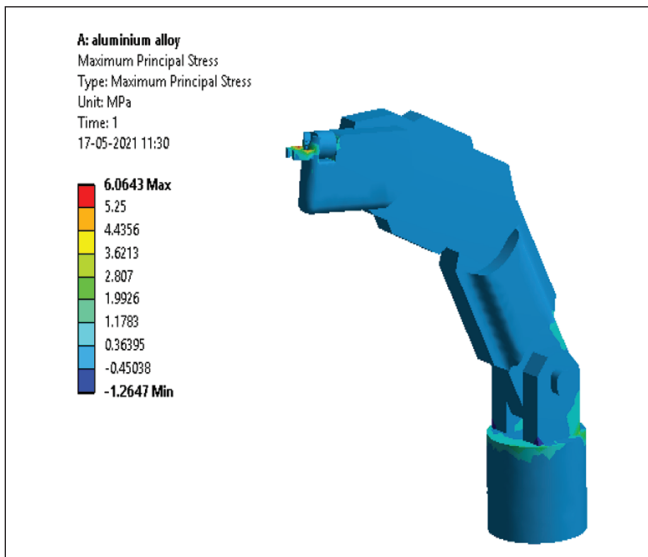 A: aluminium alloy
Maximum Principal Stress
Type: Maximum Principal Stress
Unit: MPa
Time: 1
17-05-2021 11:30
6.0643 Max
5.25
4.4356
3.6213
2.807
1.9926
1.1783
0.36395
-0.45038
-1.2647 Min